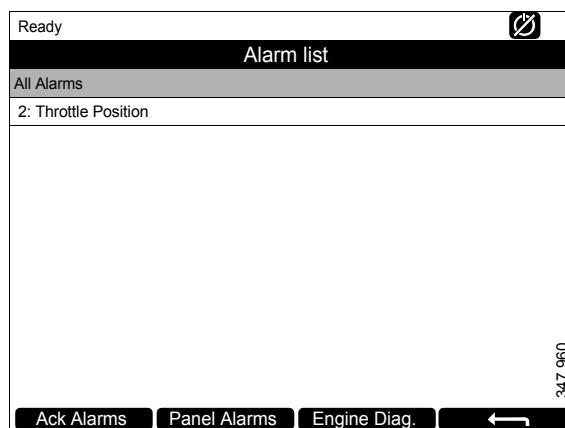 Ready
Alarm list
All Alarms
2: Throttle Position
347 960
Ack Alarms Panel Alarms Engine Diag.